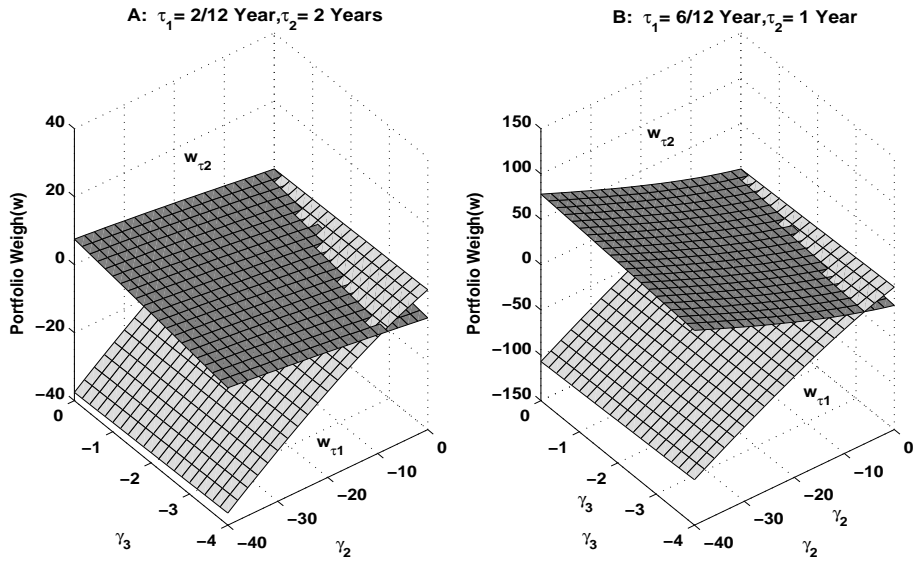 A: τ1= 2/12 Year,τ2= 2 Years
40
20
0
−20
−40
Portfolio Weigh(w)
wτ2
wτ1
0
−1
−2
−3
−4
γ3
−40
−30
−20
−10
0
γ2
B: τ1= 6/12 Year,τ2= 1 Year
150
100
50
0
−50
−100
−150
Portfolio Weigh(w)
wτ2
wτ1
0
−1
−2
−3
−4
γ3
−40
−30
−20
−10
0
γ2
γ2